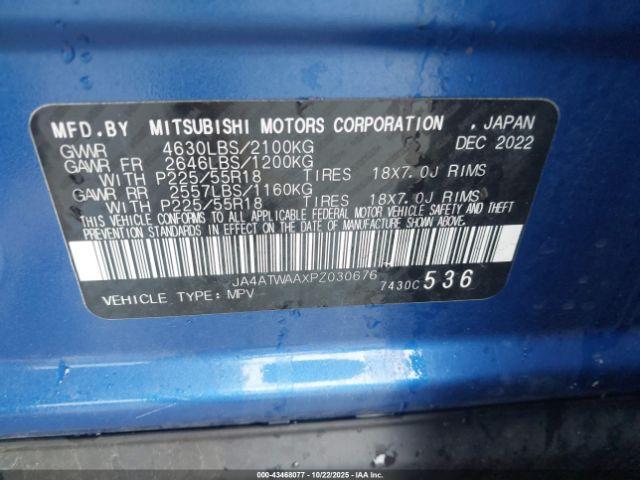 MFD.BY MITSUBISHI MOTORS CORPORATION , JAPAN
GVWR 4630LBS/2100KG DEC 2022
GAWR FR 2646LBS/1200KG
WITH P225/55R18 TIRES 18X7.0J RIMS
GAWR RR 2557LBS/1160KG
WITH P225/55R18 TIRES 18X7.0J RIMS
THIS VEHICLE CONFORMS TO ALL APPLICABLE FEDERAL MOTOR VEHICLE SAFETY AND THEFT
PREVENTION STANDARDS IN EFFECT ON THE DATE OF MANUFACTURE SHOWN ABOVE.
JA4ATWAAXPZ030676
7430C 536
VEHICLE TYPE: MPV
© IAA 43468077 - 10/22/2025 - IAAI.com